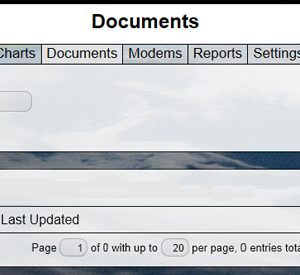 Documents
Charts Documents Modems Reports Settings
Last Updated
Page 1 of 0 with up to 20 per page, 0 entries tota